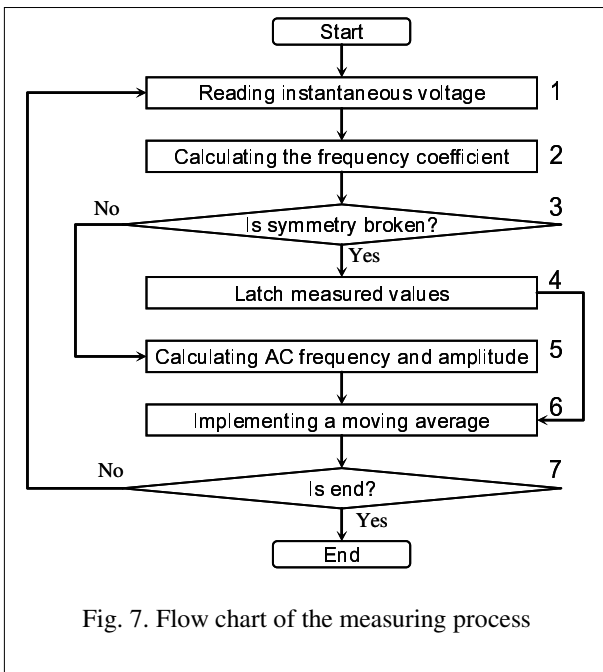 Start
Reading instantaneous voltage 1
Calculating the frequency coefficient 2
Is symmetry broken? 3
No
Yes
Latch measured values 4
Calculating AC frequency and amplitude 5
Implementing a moving average 6
Is end? 7
No
Yes
End
Fig. 7. Flow chart of the measuring process